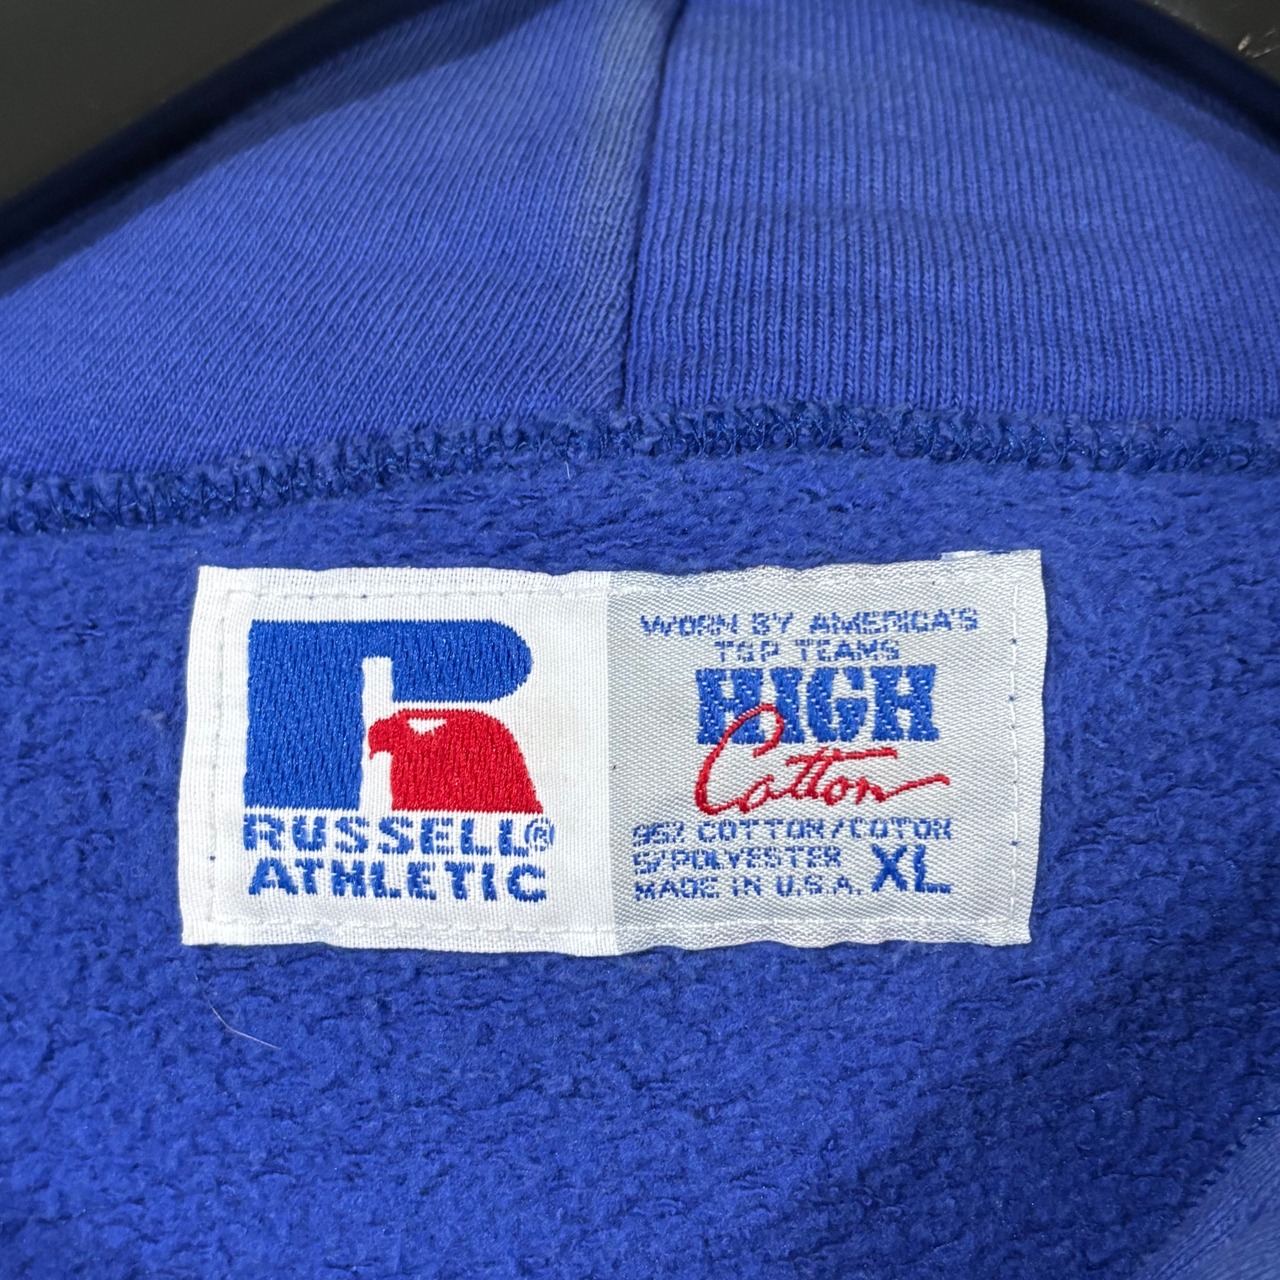 RUSSELL®
ATHLETIC
WORN BY AMERICA'S
TOP TEAMS
HIGH
Cotton
95% COTTON/COTON
5% POLYESTER
MADE IN U.S.A. XL